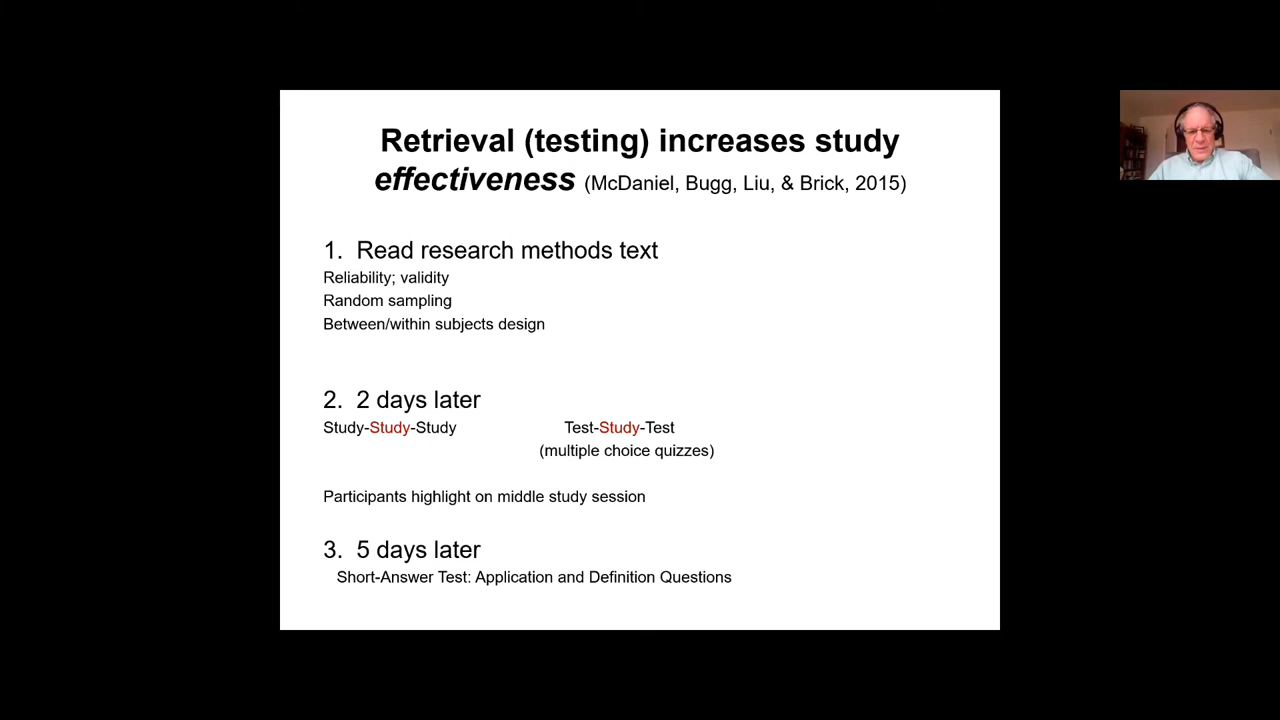 Retrieval (testing) increases study
effectiveness (McDaniel, Bugg, Liu, & Brick, 2015)
1. Read research methods text
Reliability; validity
Random sampling
Between/within subjects design
2. 2 days later
Study-Study-Study Test-Study-Test
(multiple choice quizzes)
Participants highlight on middle study session
3. 5 days later
Short-Answer Test: Application and Definition Questions